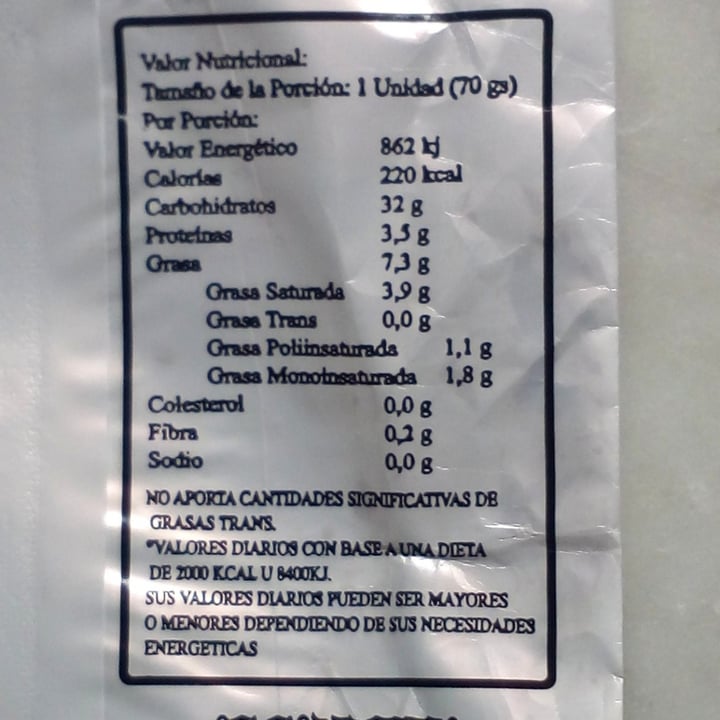 Valor Nutricional:
Tamaño de la Porción: 1 Unidad (70 gs)
Por Porción:
Valor Energético 862 kj
Calorías 220 kcal
Carbohidratos 32 g
Proteínas 3,5 g
Grasa 7,3 g
Grasa Saturada 3,9 g
Grasa Trans 0,0 g
Grasa Poliinsaturada 1,1 g
Grasa Monoinsaturada 1,8 g
Colesterol 0,0 g
Fibra 0,2 g
Sodio 0,0 g
NO APORTA CANTIDADES SIGNIFICATIVAS DE
GRASAS TRANS.
*VALORES DIARIOS CON BASE A UNA DIETA
DE 2000 KCAL U 8400KJ.
SUS VALORES DIARIOS PUEDEN SER MAYORES
O MENORES DEPENDIENDO DE SUS NECESIDADES
ENERGETICAS